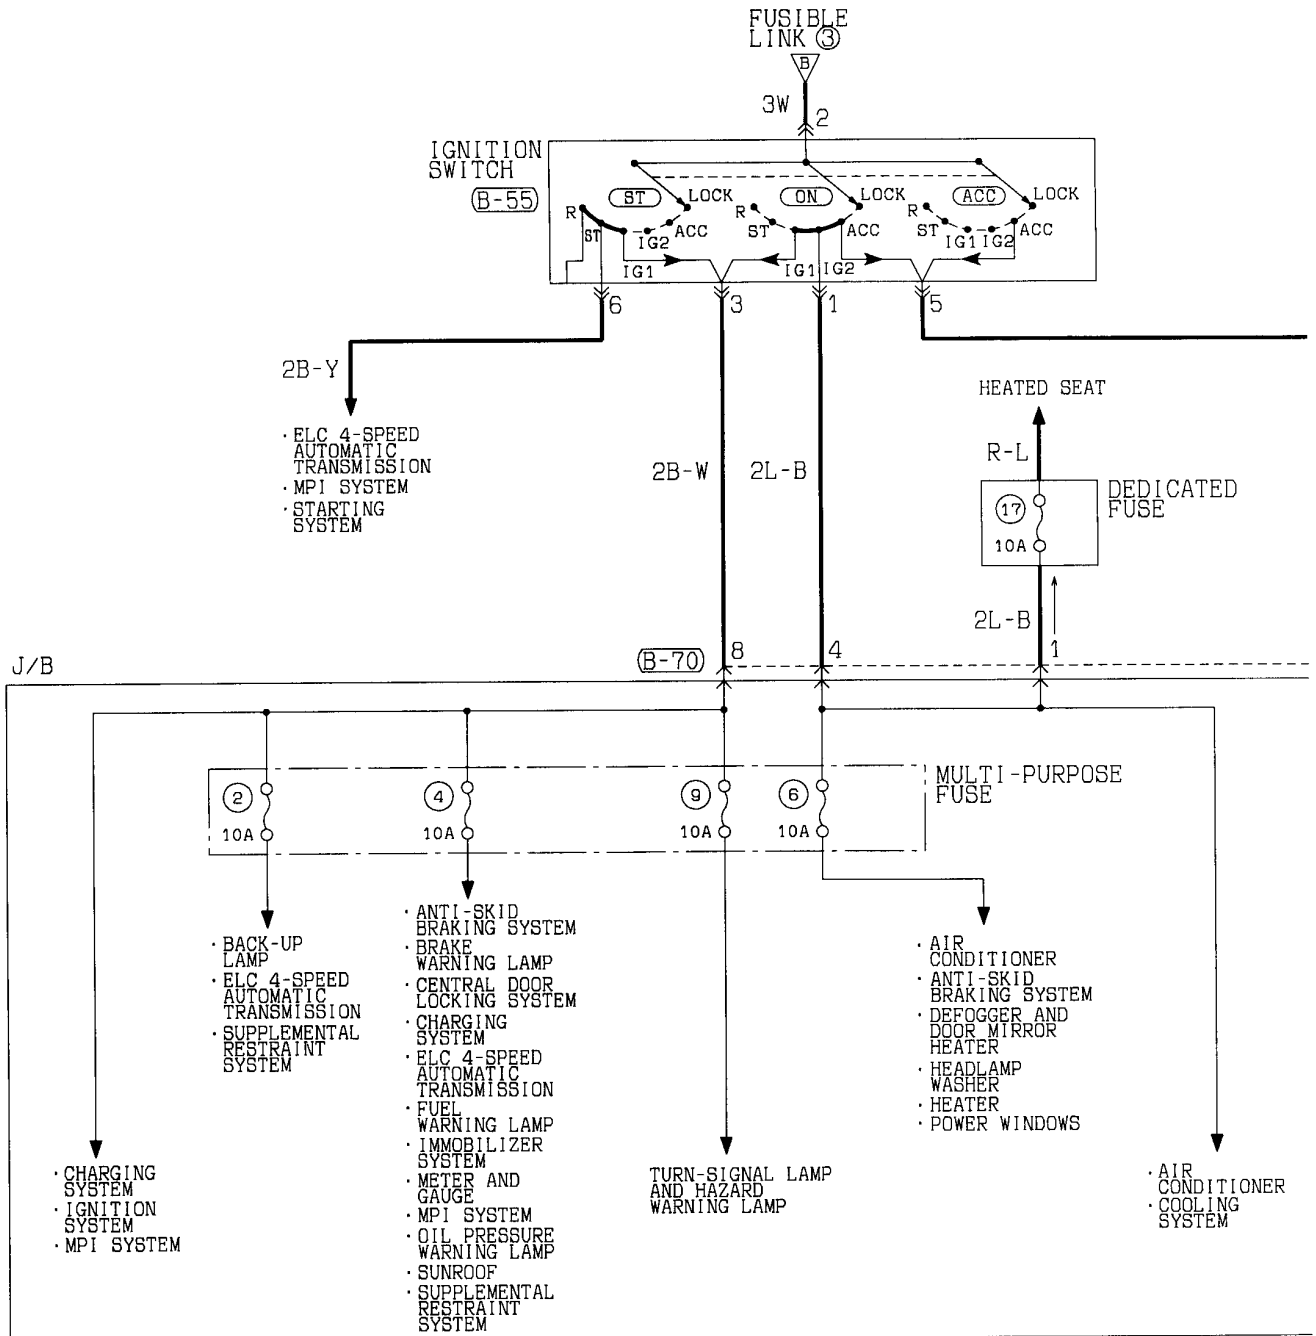 FUSIBLE
LINK ③
B
3W
2
IGNITION
SWITCH
B-55
ST
LOCK
R
ST
IG1
IG2
ACC
ON
LOCK
R
ST
IG1
IG2
ACC
ACC
LOCK
R
ST
IG1
IG2
ACC
6
3
1
5
2B-Y
· ELC 4-SPEED
AUTOMATIC
TRANSMISSION
· MPI SYSTEM
· STARTING
SYSTEM
2B-W
2L-B
HEATED SEAT
R-L
17
10A
DEDICATED
FUSE
2L-B
1
J/B
B-70
8
4
MULTI-PURPOSE
FUSE
2
10A
4
10A
9
10A
6
10A
· CHARGING
SYSTEM
· IGNITION
SYSTEM
· MPI SYSTEM
· BACK-UP
LAMP
· ELC 4-SPEED
AUTOMATIC
TRANSMISSION
· SUPPLEMENTAL
RESTRAINT
SYSTEM
· ANTI-SKID
BRAKING SYSTEM
· BRAKE
WARNING LAMP
· CENTRAL DOOR
LOCKING SYSTEM
· CHARGING
SYSTEM
· ELC 4-SPEED
AUTOMATIC
TRANSMISSION
· FUEL
WARNING LAMP
· IMMOBILIZER
SYSTEM
· METER AND
GAUGE
· MPI SYSTEM
· OIL PRESSURE
WARNING LAMP
· SUNROOF
· SUPPLEMENTAL
RESTRAINT
SYSTEM
TURN-SIGNAL LAMP
AND HAZARD
WARNING LAMP
· AIR
CONDITIONER
· ANTI-SKID
BRAKING SYSTEM
· DEFOGGER AND
DOOR MIRROR
HEATER
· HEADLAMP
WASHER
· HEATER
· POWER WINDOWS
· AIR
CONDITIONER
· COOLING
SYSTEM